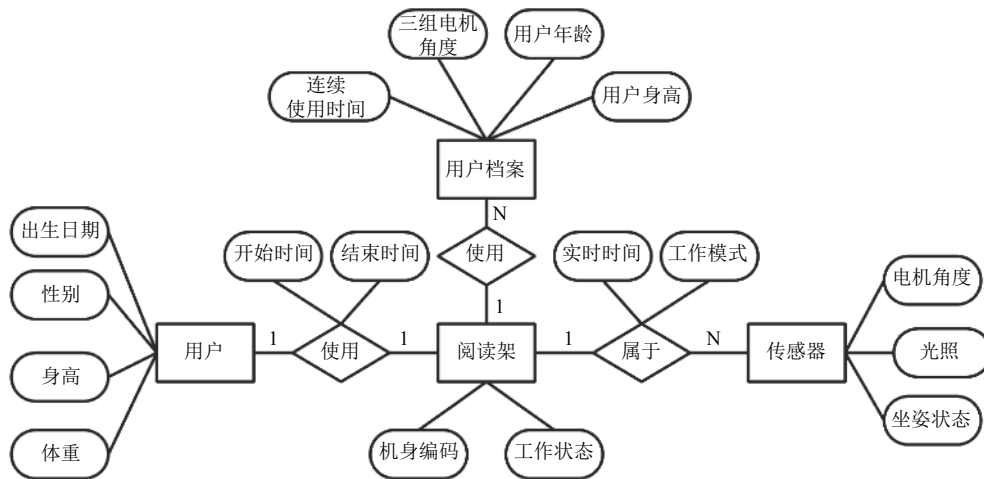 三组电机
角度
用户年龄
连续
使用时间
用户身高
用户档案
N
出生日期
开始时间
结束时间
使用
实时时间
工作模式
电机角度
性别
1
用户
1
使用
1
阅读架
1
属于
N
传感器
光照
身高
坐姿状态
体重
机身编码
工作状态